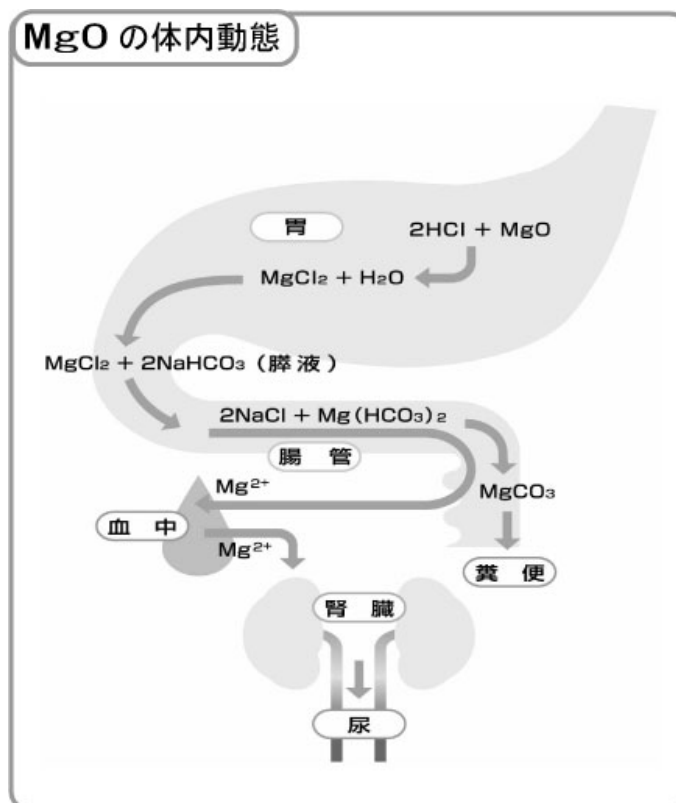 MgO の体内動態
胃
2HCl + MgO
MgCl₂ + H₂O
MgCl₂ + 2NaHCO₃ (膵液)
2NaCl + Mg(HCO₃)₂
腸管
Mg²⁺
MgCO₃
血中
Mg²⁺
糞便
腎臓
尿